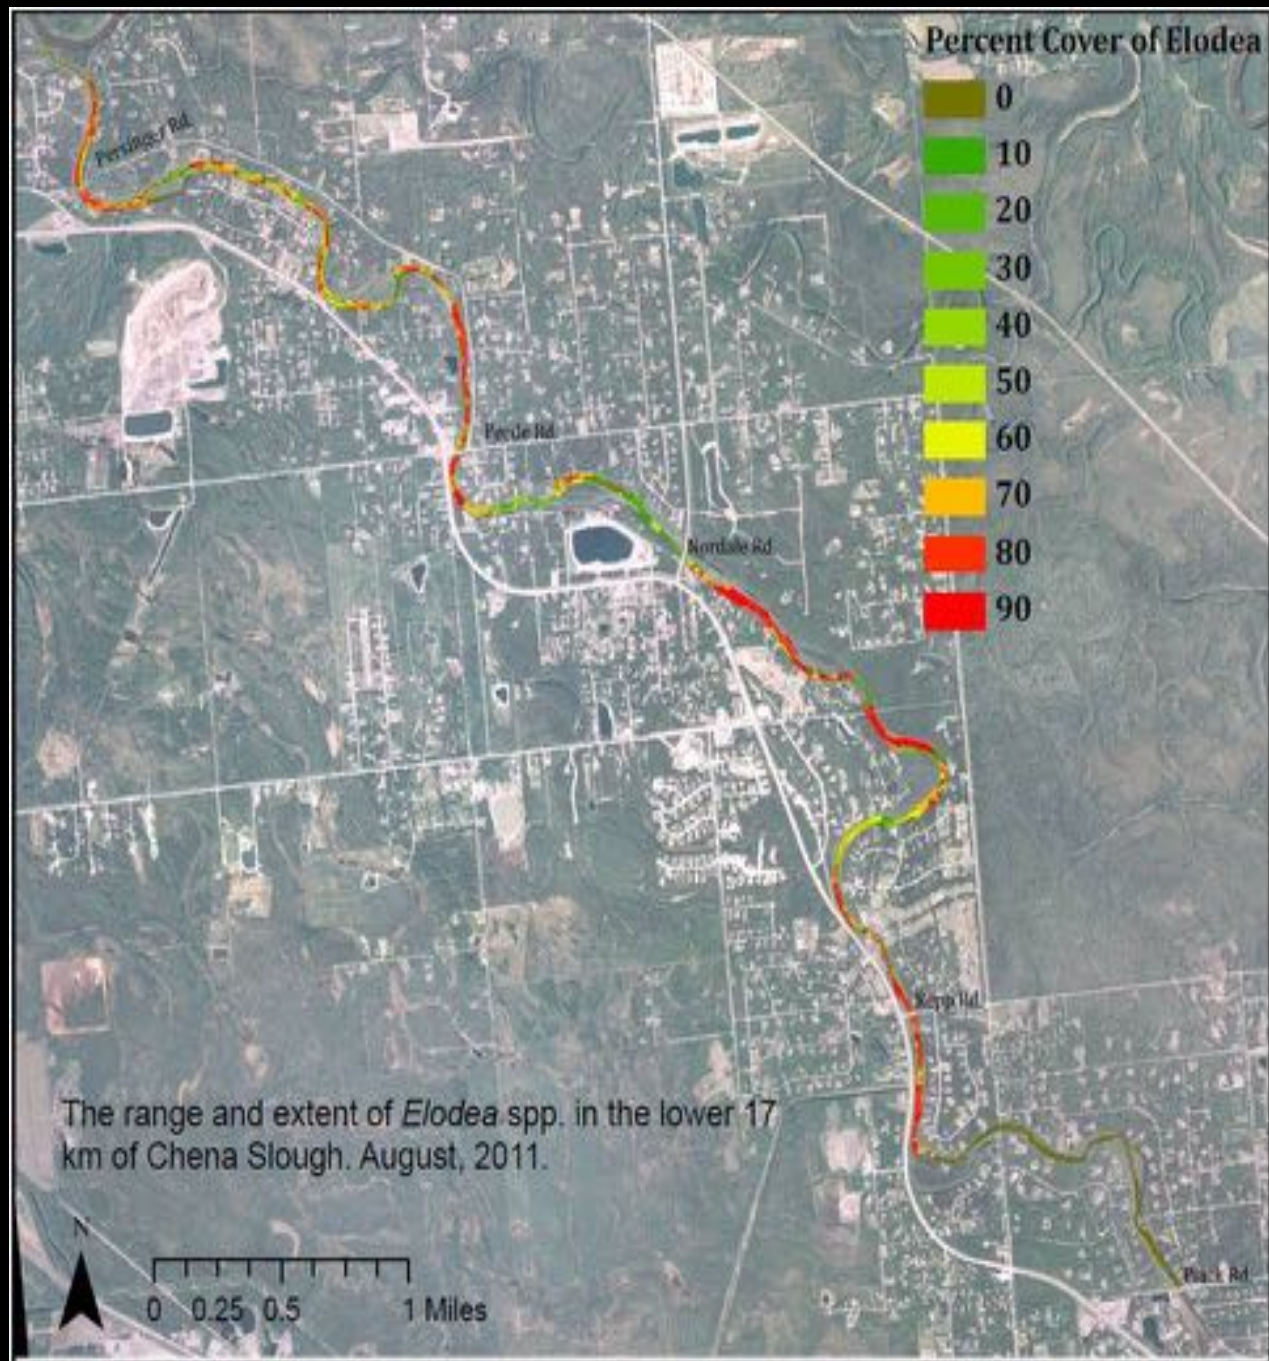 Percent Cover of Elodea
0
10
20
30
40
50
60
70
80
90
Persinger Rd.
Peede Rd.
Nordale Rd
Repp Rd.
Plack Rd.
The range and extent of Elodea spp. in the lower 17
km of Chena Slough. August, 2011.
N
0 0.25 0.5 1 Miles